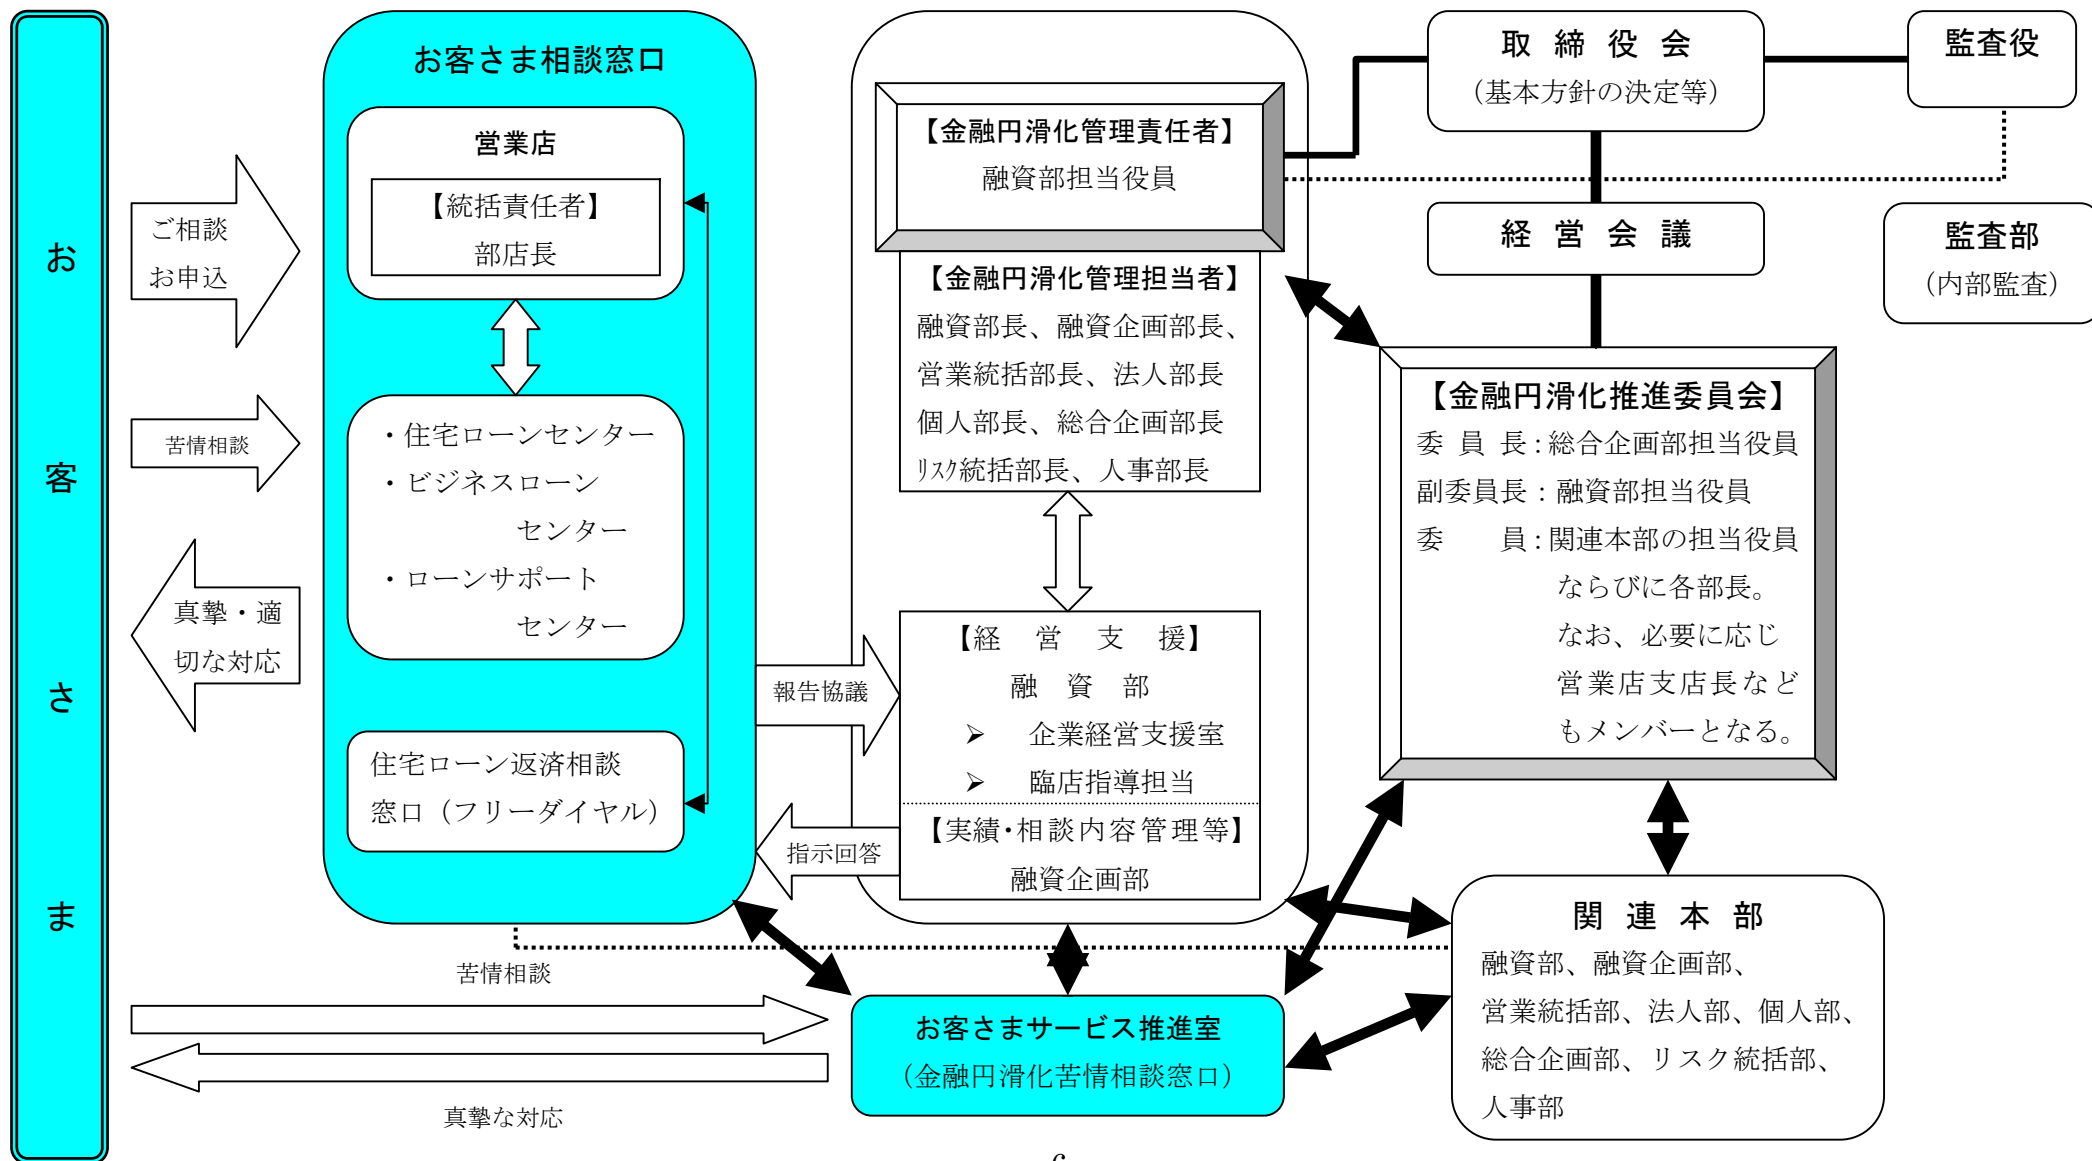 お客さま
ご相談
お申込
苦情相談
真摯・適
切な対応
お客さま相談窓口
営業店
【統括責任者】
部店長
・住宅ローンセンター
・ビジネスローン
センター
・ローンサポート
センター
住宅ローン返済相談
窓口（フリーダイヤル）
報告協議
指示回答
【金融円滑化管理責任者】
融資部担当役員
【金融円滑化管理担当者】
融資部長、融資企画部長、
営業統括部長、法人部長
個人部長、総合企画部長
ﾘｽｸ統括部長、人事部長
【経営支援】
融資部
➢ 企業経営支援室
➢ 臨店指導担当
【実績・相談内容管理等】
融資企画部
取締役会
（基本方針の決定等）
監査役
経営会議
監査部
（内部監査）
【金融円滑化推進委員会】
委員長：総合企画部担当役員
副委員長：融資部担当役員
委　　員：関連本部の担当役員
ならびに各部長。
なお、必要に応じ
営業店支店長など
もメンバーとなる。
関連本部
融資部、融資企画部、
営業統括部、法人部、個人部、
総合企画部、リスク統括部、
人事部
苦情相談
真摯な対応
お客さまサービス推進室
（金融円滑化苦情相談窓口）